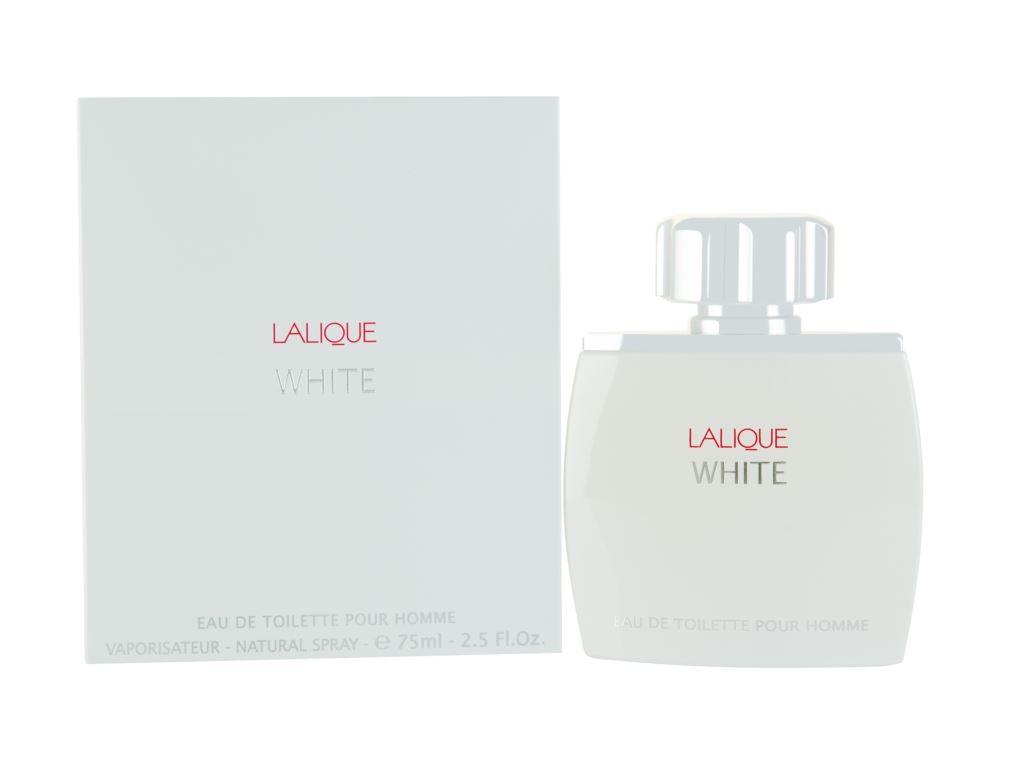 LALIQUE
WHITE
EAU DE TOILETTE POUR HOMME
VAPORISATEUR - NATURAL SPRAY - ℮ 75ml - 2.5 Fl.Oz.
LALIQUE
WHITE
EAU DE TOILETTE POUR HOMME